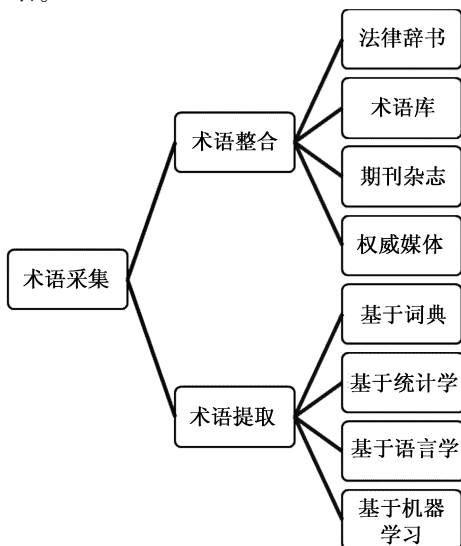 法律辞书
术语库
术语整合
期刊杂志
权威媒体
术语采集
基于词典
基于统计学
术语提取
基于语言学
基于机器
学习